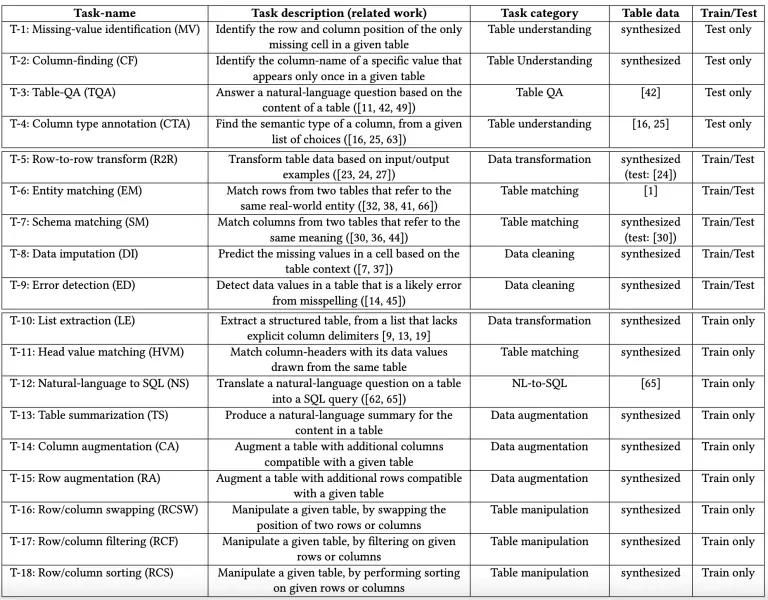 Task-name Task description (related work) Task category Table data Train/Test
T-1: Missing-value identification (MV) Identify the row and column position of the only missing cell in a given table Table understanding synthesized Test only
T-2: Column-finding (CF) Identify the column-name of a specific value that appears only once in a given table Table Understanding synthesized Test only
T-3: Table-QA (TQA) Answer a natural-language question based on the content of a table ([11, 42, 49]) Table QA [42] Test only
T-4: Column type annotation (CTA) Find the semantic type of a column, from a given list of choices ([16, 25, 63]) Table understanding [16, 25] Test only
T-5: Row-to-row transform (R2R) Transform table data based on input/output examples ([23, 24, 27]) Data transformation synthesized (test: [24]) Train/Test
T-6: Entity matching (EM) Match rows from two tables that refer to the same real-world entity ([32, 38, 41, 66]) Table matching [1] Train/Test
T-7: Schema matching (SM) Match columns from two tables that refer to the same meaning ([30, 36, 44]) Table matching synthesized (test: [30]) Train/Test
T-8: Data imputation (DI) Predict the missing values in a cell based on the table context ([7, 37]) Data cleaning synthesized Train/Test
T-9: Error detection (ED) Detect data values in a table that is a likely error from misspelling ([14, 45]) Data cleaning synthesized Train/Test
T-10: List extraction (LE) Extract a structured table, from a list that lacks explicit column delimiters [9, 13, 19] Data transformation synthesized Train only
T-11: Head value matching (HVM) Match column-headers with its data values drawn from the same table Table matching synthesized Train only
T-12: Natural-language to SQL (NS) Translate a natural-language question on a table into a SQL query ([62, 65]) NL-to-SQL [65] Train only
T-13: Table summarization (TS) Produce a natural-language summary for the content in a table Data augmentation synthesized Train only
T-14: Column augmentation (CA) Augment a table with additional columns compatible with a given table Data augmentation synthesized Train only
T-15: Row augmentation (RA) Augment a table with additional rows compatible with a given table Data augmentation synthesized Train only
T-16: Row/column swapping (RCSW) Manipulate a given table, by swapping the position of two rows or columns Table manipulation synthesized Train only
T-17: Row/column filtering (RCF) Manipulate a given table, by filtering on given rows or columns Table manipulation synthesized Train only
T-18: Row/column sorting (RCS) Manipulate a given table, by performing sorting on given rows or columns Table manipulation synthesized Train only